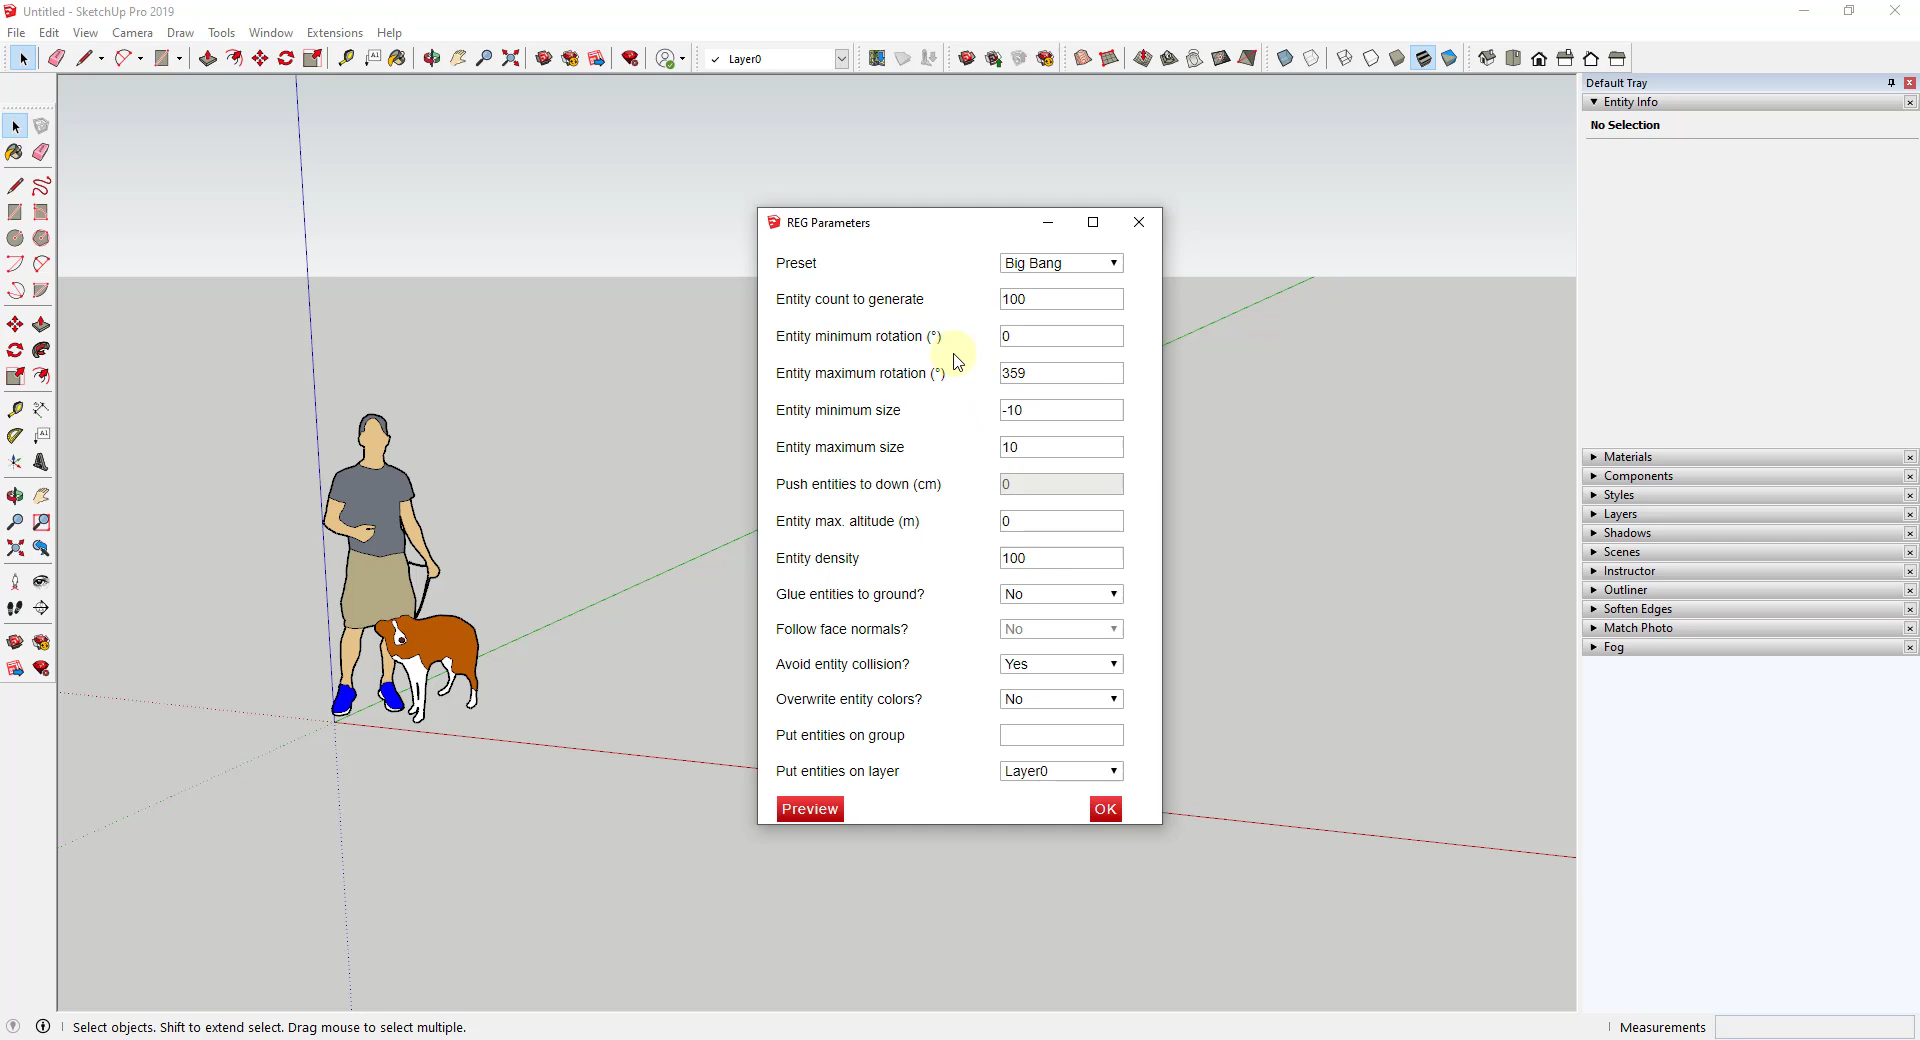 Untitled - SketchUp Pro 2019
File Edit View Camera Draw Tools Window Extensions Help
Layer0
Default Tray
Entity Info
No Selection
REG Parameters
Preset Big Bang
Entity count to generate 100
Entity minimum rotation (°) 0
Entity maximum rotation (°) 359
Entity minimum size -10
Entity maximum size 10
Push entities to down (cm) 0
Entity max. altitude (m) 0
Entity density 100
Glue entities to ground? No
Follow face normals? No
Avoid entity collision? Yes
Overwrite entity colors? No
Put entities on group
Put entities on layer Layer0
Preview OK
Materials
Components
Styles
Layers
Shadows
Scenes
Instructor
Outliner
Soften Edges
Match Photo
Fog
Select objects. Shift to extend select. Drag mouse to select multiple.
Measurements